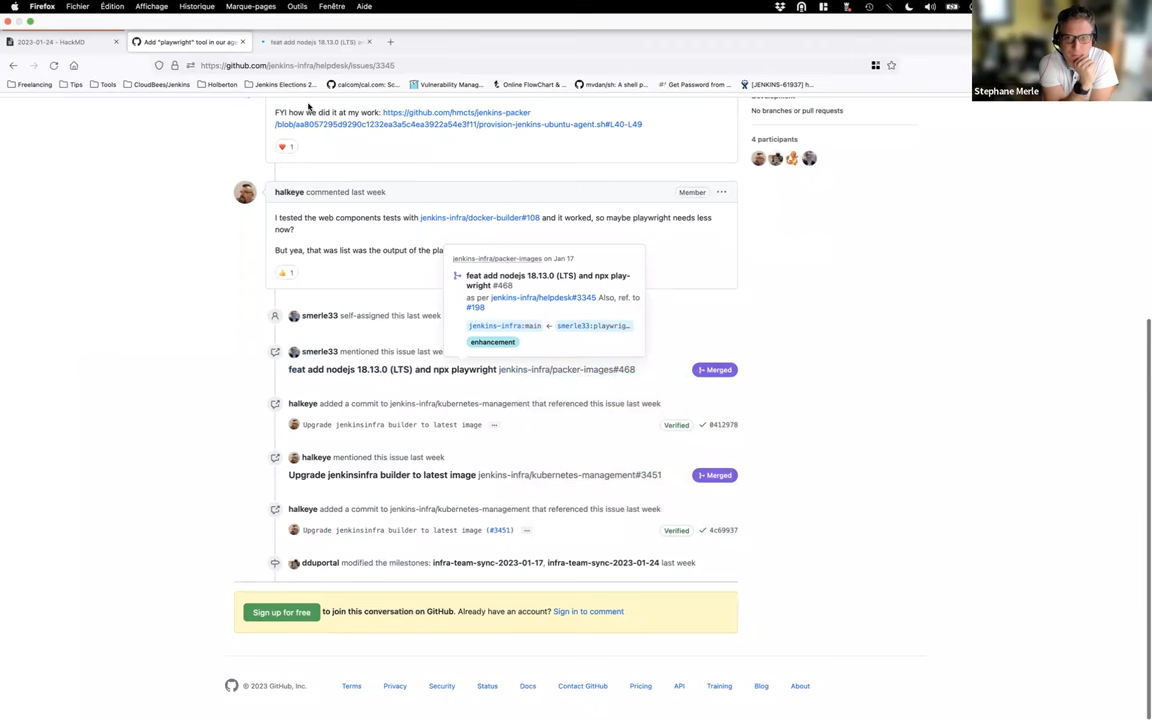 Firefox Fichier Édition Affichage Historique Marque-pages Outils Fenêtre Aide
2023-01-24 - HackMD
Add "playwright" tool in our age
feat add nodejs 18.13.0 (LTS) an
https://github.com/jenkins-infra/helpdesk/issues/3345
Freelancing Tips Tools CloudBees/Jenkins Holberton Jenkins Elections 2... calcom/cal.com: Sc... Vulnerability Manag... Online FlowChart & ... mvdan/sh: A shell p... Get Password from ... [JENKINS-61937] h...
Stephane Merle
No branches or pull requests
FYI how we did it at my work: https://github.com/hmcts/jenkins-packer
/blob/aa8057295d9290c1232ea3a5c4ea3922a54e3f11/provision-jenkins-ubuntu-agent.sh#L40-L49
1
4 participants
halkeye commented last week
Member
I tested the web components tests with jenkins-infra/docker-builder#108 and it worked, so maybe playwright needs less
now?
But yea, that was list was the output of the pla
1
jenkins-infra/packer-images on Jan 17
feat add nodejs 18.13.0 (LTS) and npx play-
wright #468
as per jenkins-infra/helpdesk#3345 Also, ref. to
#198
jenkins-infra:main ← smerle33:playwrig...
enhancement
smerle33 self-assigned this last week
smerle33 mentioned this issue last we
feat add nodejs 18.13.0 (LTS) and npx playwright jenkins-infra/packer-images#468
Merged
halkeye added a commit to jenkins-infra/kubernetes-management that referenced this issue last week
Upgrade jenkinsinfra builder to latest image ...
Verified
0412978
halkeye mentioned this issue last week
Upgrade jenkinsinfra builder to latest image jenkins-infra/kubernetes-management#3451
Merged
halkeye added a commit to jenkins-infra/kubernetes-management that referenced this issue last week
Upgrade jenkinsinfra builder to latest image (#3451) ...
Verified
4c69937
dduportal modified the milestones: infra-team-sync-2023-01-17, infra-team-sync-2023-01-24 last week
Sign up for free to join this conversation on GitHub. Already have an account? Sign in to comment
© 2023 GitHub, Inc.
Terms
Privacy
Security
Status
Docs
Contact GitHub
Pricing
API
Training
Blog
About